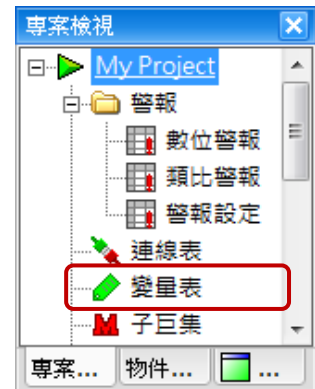 專案檢視
My Project
警報
數位警報
類比警報
警報設定
連線表
變量表
子巨集
專案... 物件... ...